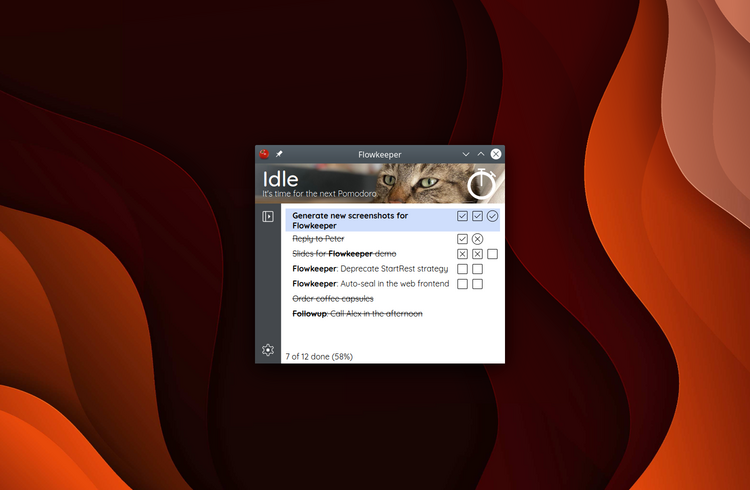 Flowkeeper
Idle
It's time for the next Pomodoro.
Generate new screenshots for
Flowkeeper
Reply to Peter
Slides for Flowkeeper demo
Flowkeeper: Deprecate StartRest strategy
Flowkeeper: Auto-seal in the web frontend
Order coffee capsules
Followup: Call Alex in the afternoon
7 of 12 done (58%)